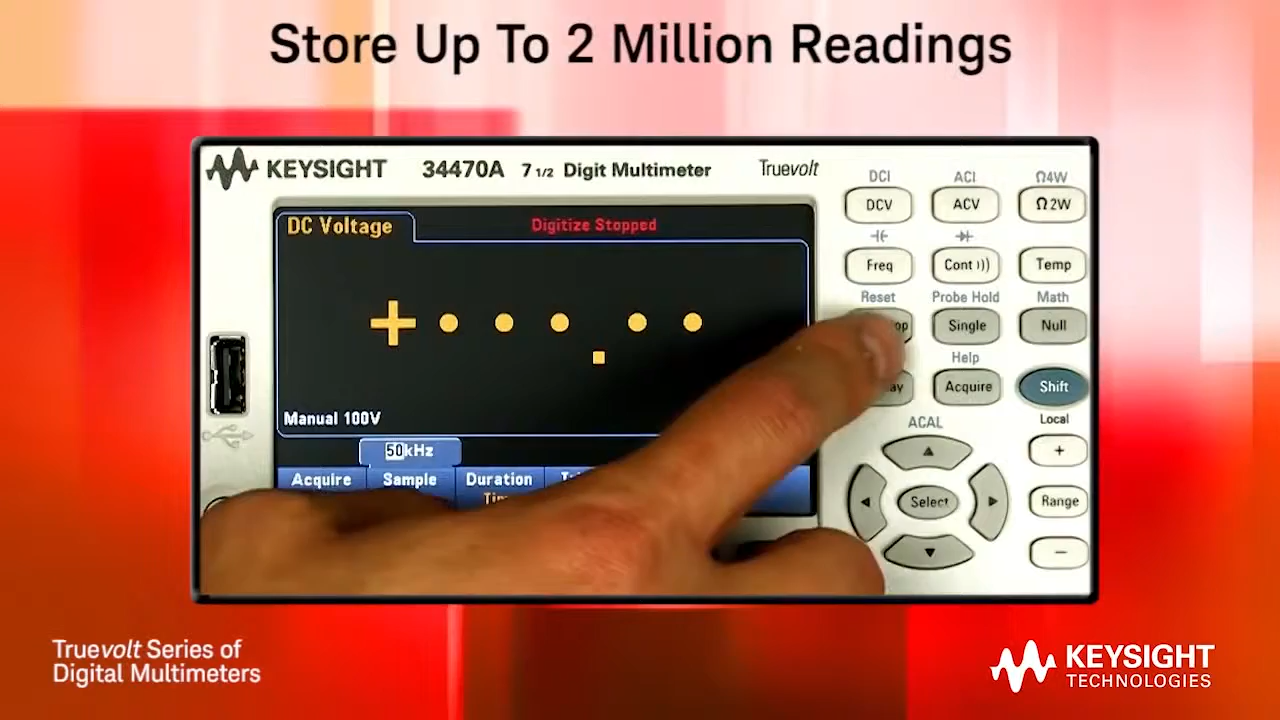 Store Up To 2 Million Readings
KEYSIGHT 34470A 7 1/2 Digit Multimeter Truevolt
DCI ACI Ω4W
DCV ACV Ω2W
DC Voltage Digitize Stopped
Freq Cont Temp
Reset Probe Hold Math
Single Null
Help
Acquire Shift
Manual 100V
ACAL Local
50kHz
+
Acquire Sample Duration
Select Range
−
Truevolt Series of
Digital Multimeters
KEYSIGHT
TECHNOLOGIES